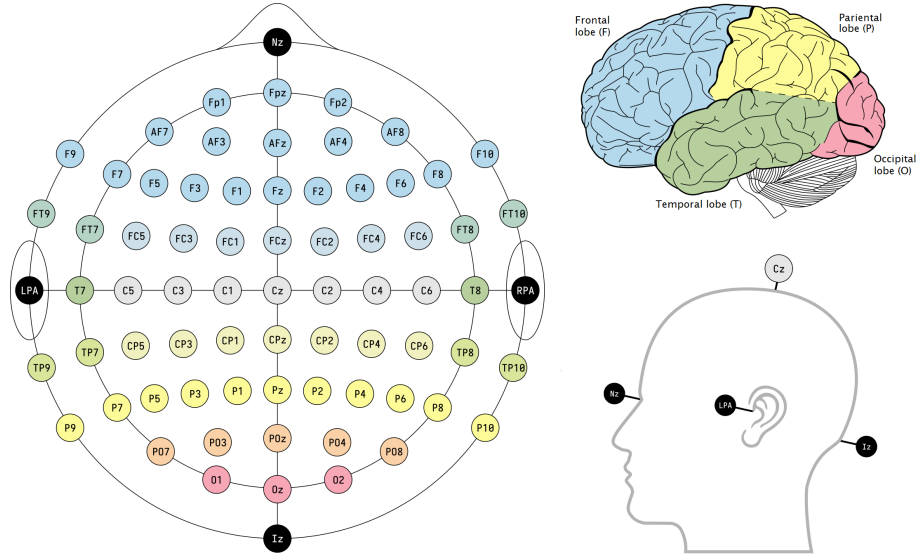 Nz
Fpz
Fp1
Fp2
AF7
AF3
AFz
AF4
AF8
F9
F7
F5
F3
F1
Fz
F2
F4
F6
F8
F10
FT9
FT7
FC5
FC3
FC1
FCz
FC2
FC4
FC6
FT8
FT10
LPA
T7
C5
C3
C1
Cz
C2
C4
C6
T8
RPA
TP9
TP7
CP5
CP3
CP1
CPz
CP2
CP4
CP6
TP8
TP10
P9
P7
P5
P3
P1
Pz
P2
P4
P6
P8
P10
PO7
PO3
POz
PO4
PO8
O1
Oz
O2
Iz
Frontal
lobe (F)
Pariental
lobe (P)
Occipital
lobe (O)
Temporal lobe (T)
Cz
Nz
LPA
Iz